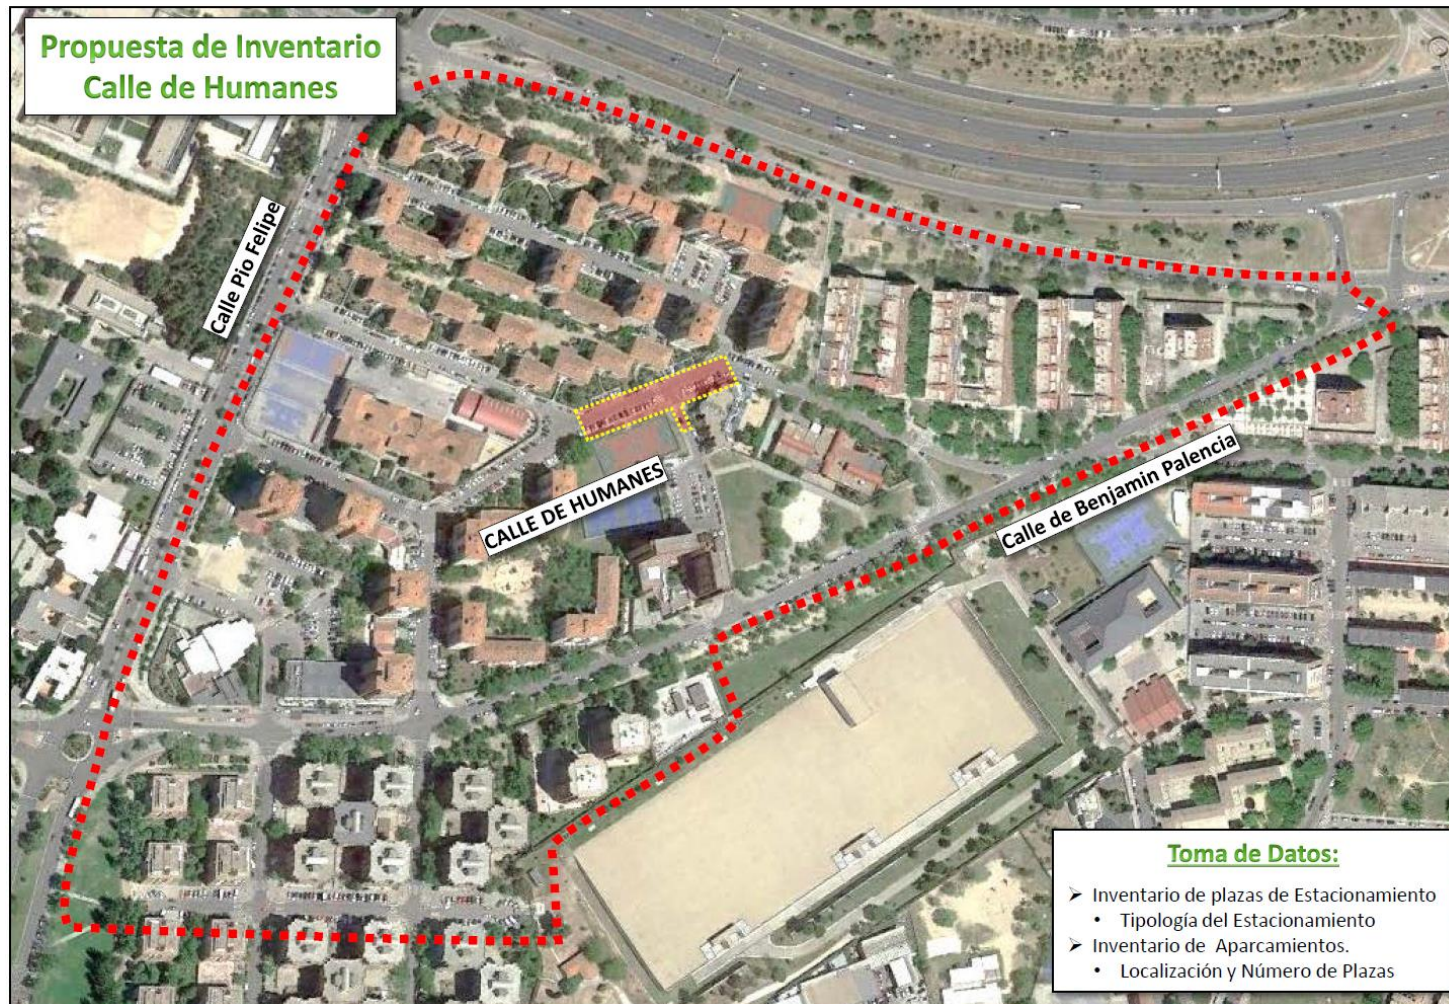 Propuesta de Inventario
Calle de Humanes
Calle Pio Felipe
CALLE DE HUMANES
Calle de Benjamin Palencia
Toma de Datos:
➢ Inventario de plazas de Estacionamiento
• Tipología del Estacionamiento
➢ Inventario de Aparcamientos.
• Localización y Número de Plazas